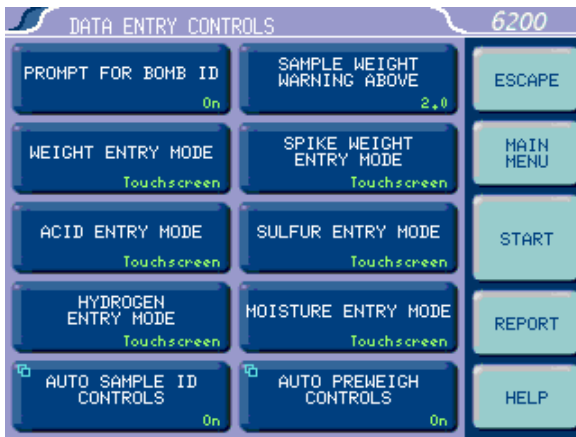 DATA ENTRY CONTROLS
6200
PROMPT FOR BOMB ID
On
SAMPLE WEIGHT
WARNING ABOVE
2.0
ESCAPE
WEIGHT ENTRY MODE
Touchscreen
SPIKE WEIGHT
ENTRY MODE
Touchscreen
MAIN
MENU
ACID ENTRY MODE
Touchscreen
SULFUR ENTRY MODE
Touchscreen
START
HYDROGEN
ENTRY MODE
Touchscreen
MOISTURE ENTRY MODE
Touchscreen
REPORT
AUTO SAMPLE ID
CONTROLS
On
AUTO PREWEIGH
CONTROLS
On
HELP